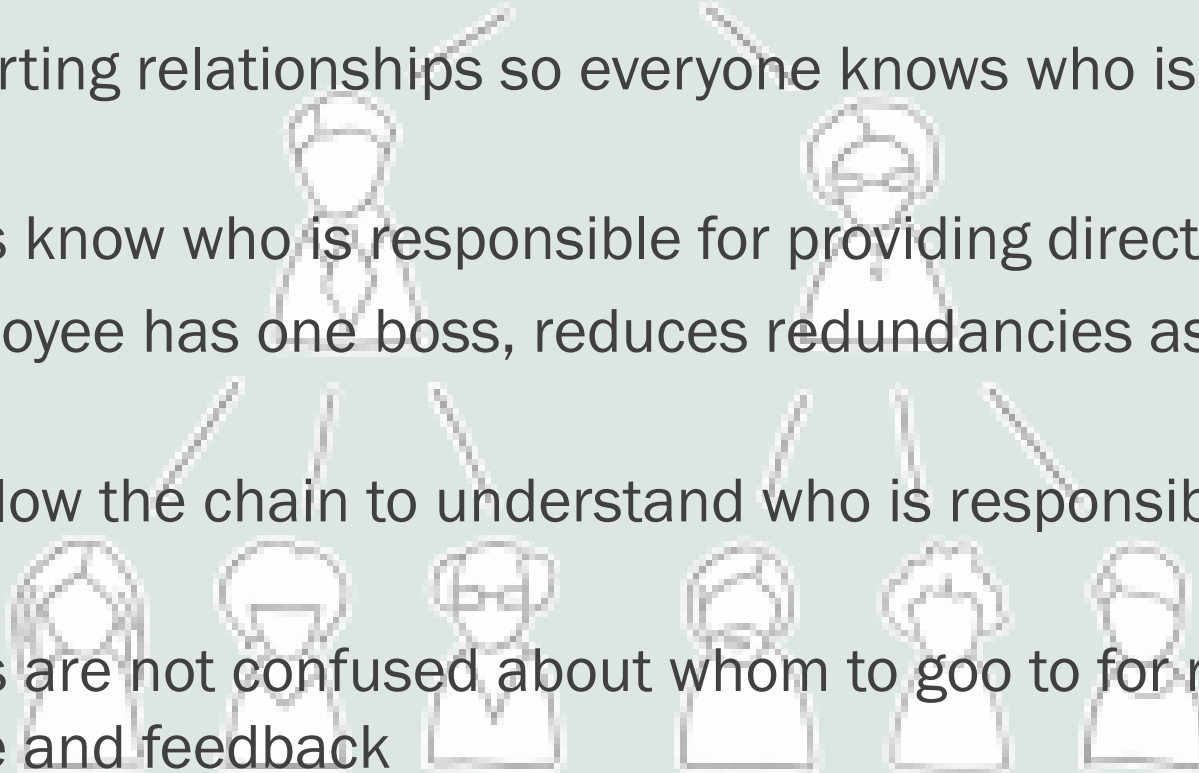 rting relationships so everyone knows who is
s know who is responsible for providing direct
oyee has one boss, reduces redundancies as
low the chain to understand who is responsib
s are not confused about whom to goo to for r
e and feedback